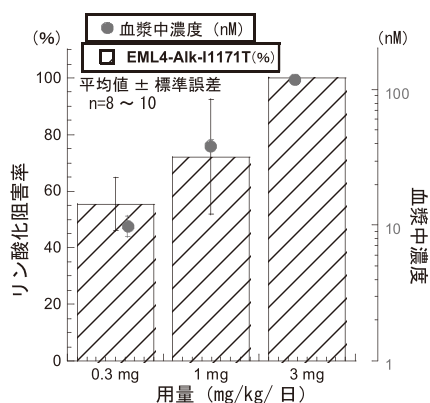 血漿中濃度 (nM)
EML4-Alk-I1171T(%)
(%)
(nM)
平均値 ± 標準誤差
n=8 ～ 10
100
80
60
40
20
0
リン酸化阻害率
100
10
1
血漿中濃度
0.3 mg 1 mg 3 mg
用量 (mg/kg/ 日)